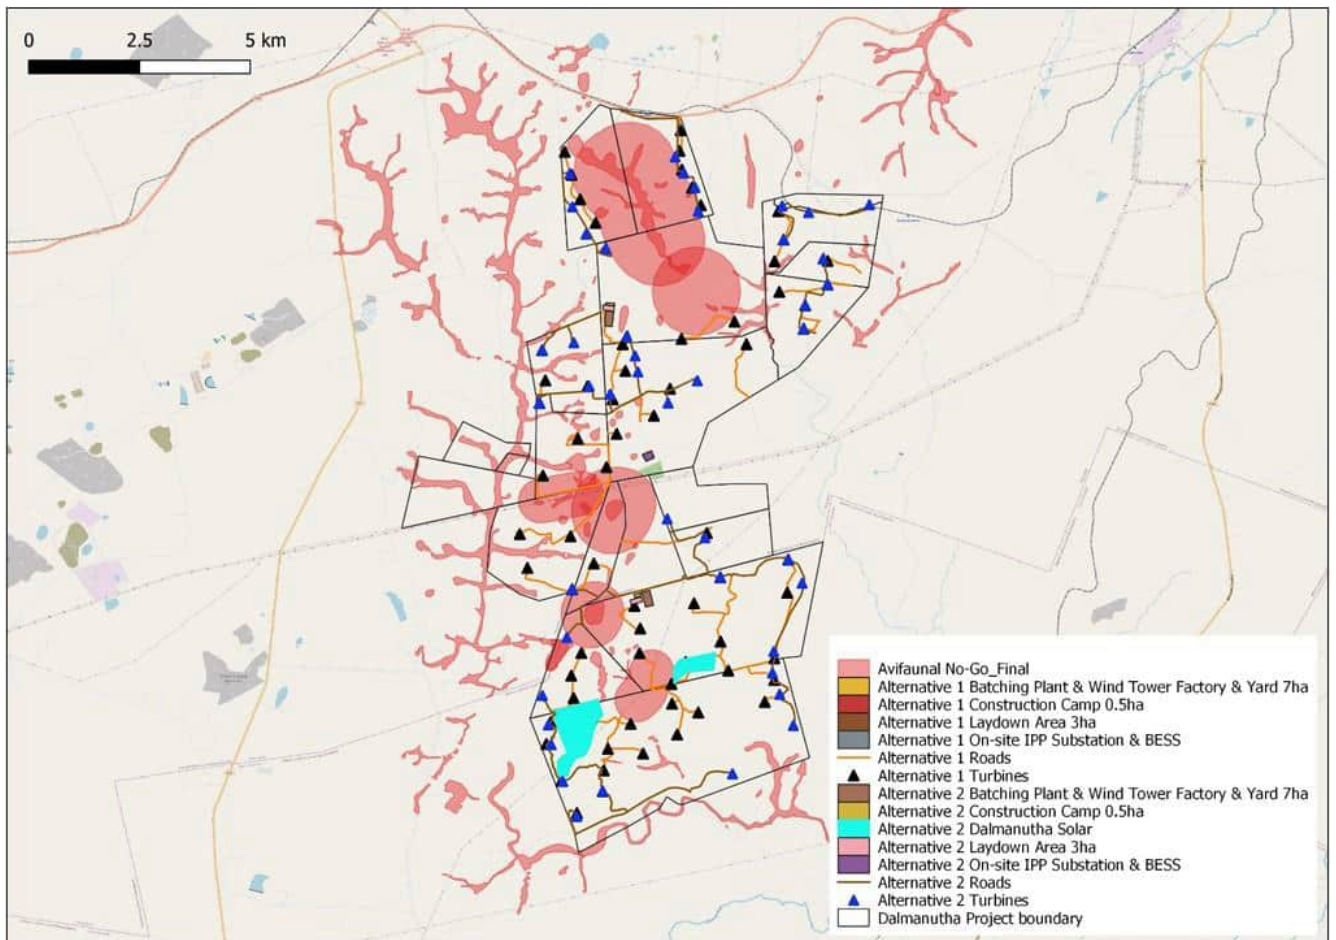 0 2.5 5 km
Avifaunal No-Go_Final
Alternative 1 Batching Plant & Wind Tower Factory & Yard 7ha
Alternative 1 Construction Camp 0.5ha
Alternative 1 Laydown Area 3ha
Alternative 1 On-site IPP Substation & BESS
Alternative 1 Roads
Alternative 1 Turbines
Alternative 2 Batching Plant & Wind Tower Factory & Yard 7ha
Alternative 2 Construction Camp 0.5ha
Alternative 2 Dalmanutha Solar
Alternative 2 Laydown Area 3ha
Alternative 2 On-site IPP Substation & BESS
Alternative 2 Roads
Alternative 2 Turbines
Dalmanutha Project boundary